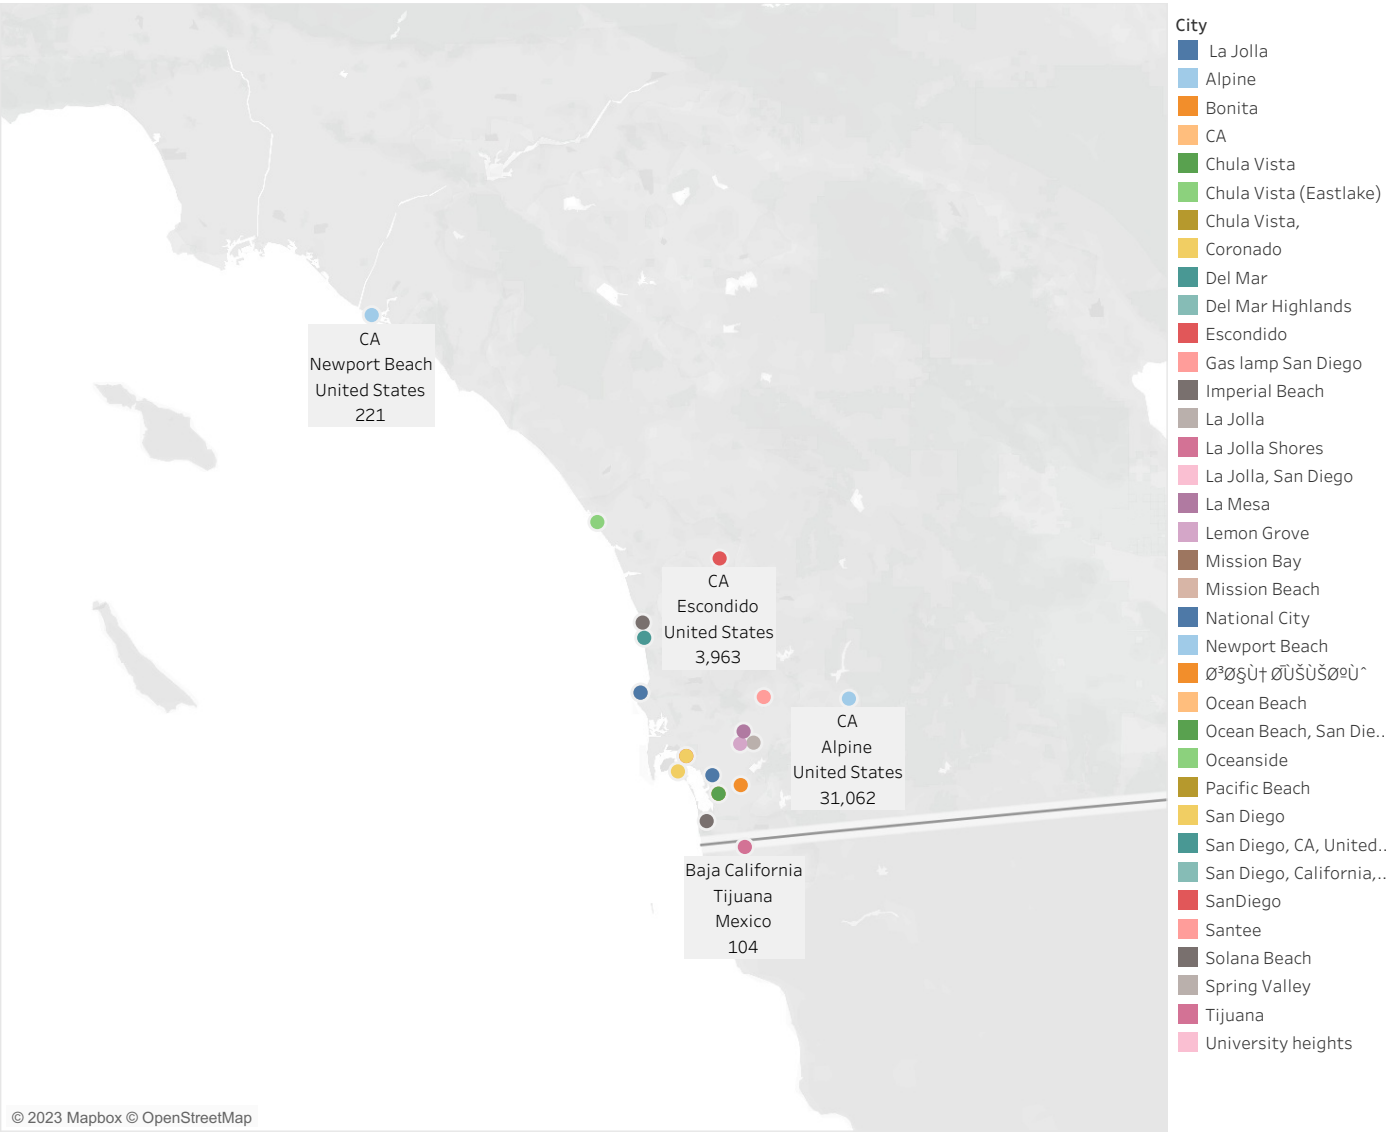 CA
Newport Beach
United States
221
CA
Escondido
United States
3,963
CA
Alpine
United States
31,062
Baja California
Tijuana
Mexico
104
© 2023 Mapbox © OpenStreetMap
City
La Jolla
Alpine
Bonita
CA
Chula Vista
Chula Vista (Eastlake)
Chula Vista,
Coronado
Del Mar
Del Mar Highlands
Escondido
Gas lamp San Diego
Imperial Beach
La Jolla
La Jolla Shores
La Jolla, San Diego
La Mesa
Lemon Grove
Mission Bay
Mission Beach
National City
Newport Beach
Ocean Beach
Ocean Beach, San Die..
Oceanside
Pacific Beach
San Diego
San Diego, CA, United..
San Diego, California,..
SanDiego
Santee
Solana Beach
Spring Valley
Tijuana
University heights